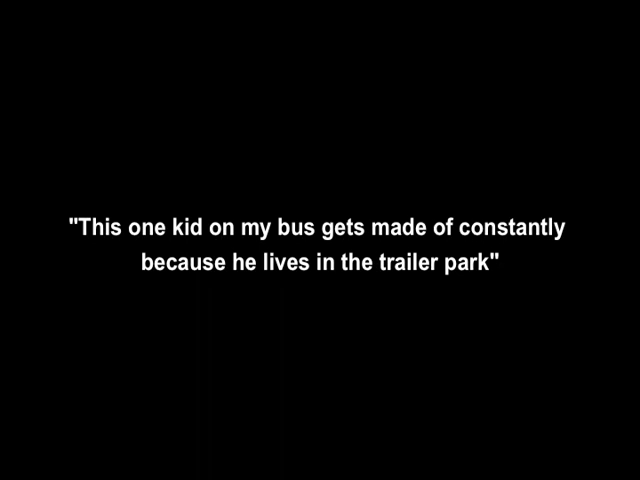 "This one kid on my bus gets made of constantly
because he lives in the trailer park"